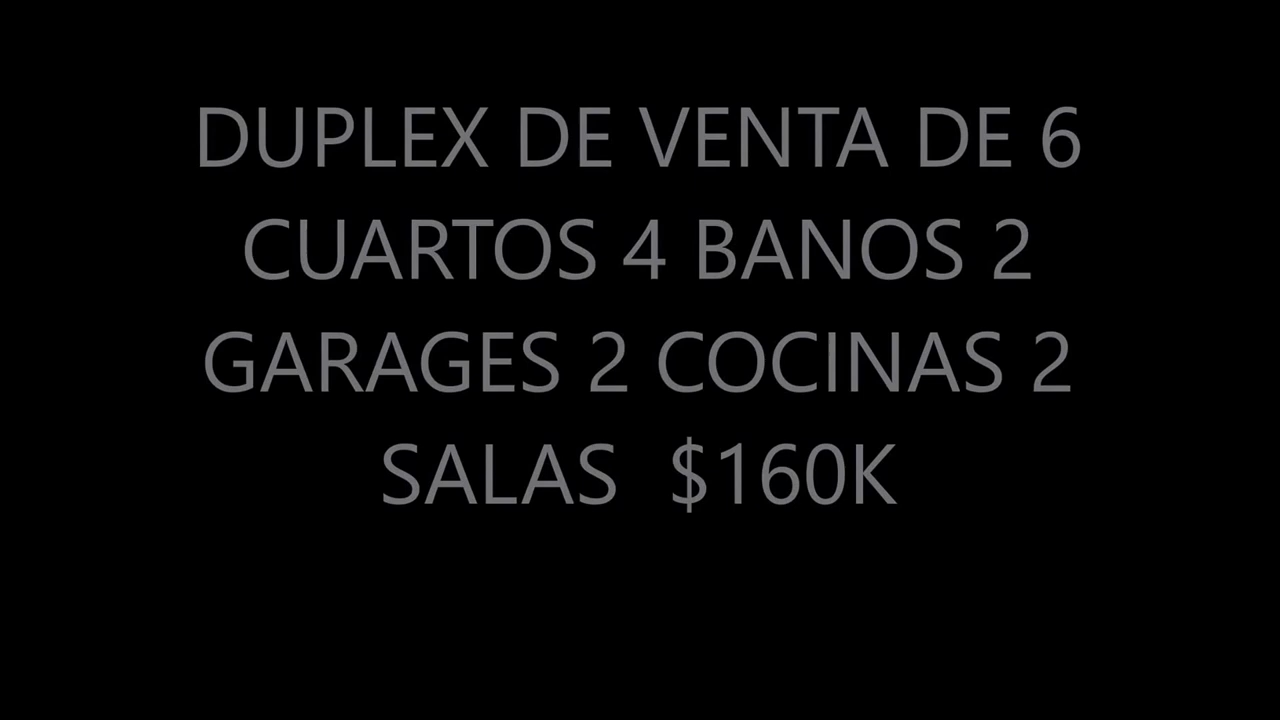 DUPLEX DE VENTA DE 6
CUARTOS 4 BANOS 2
GARAGES 2 COCINAS 2
SALAS  $160K